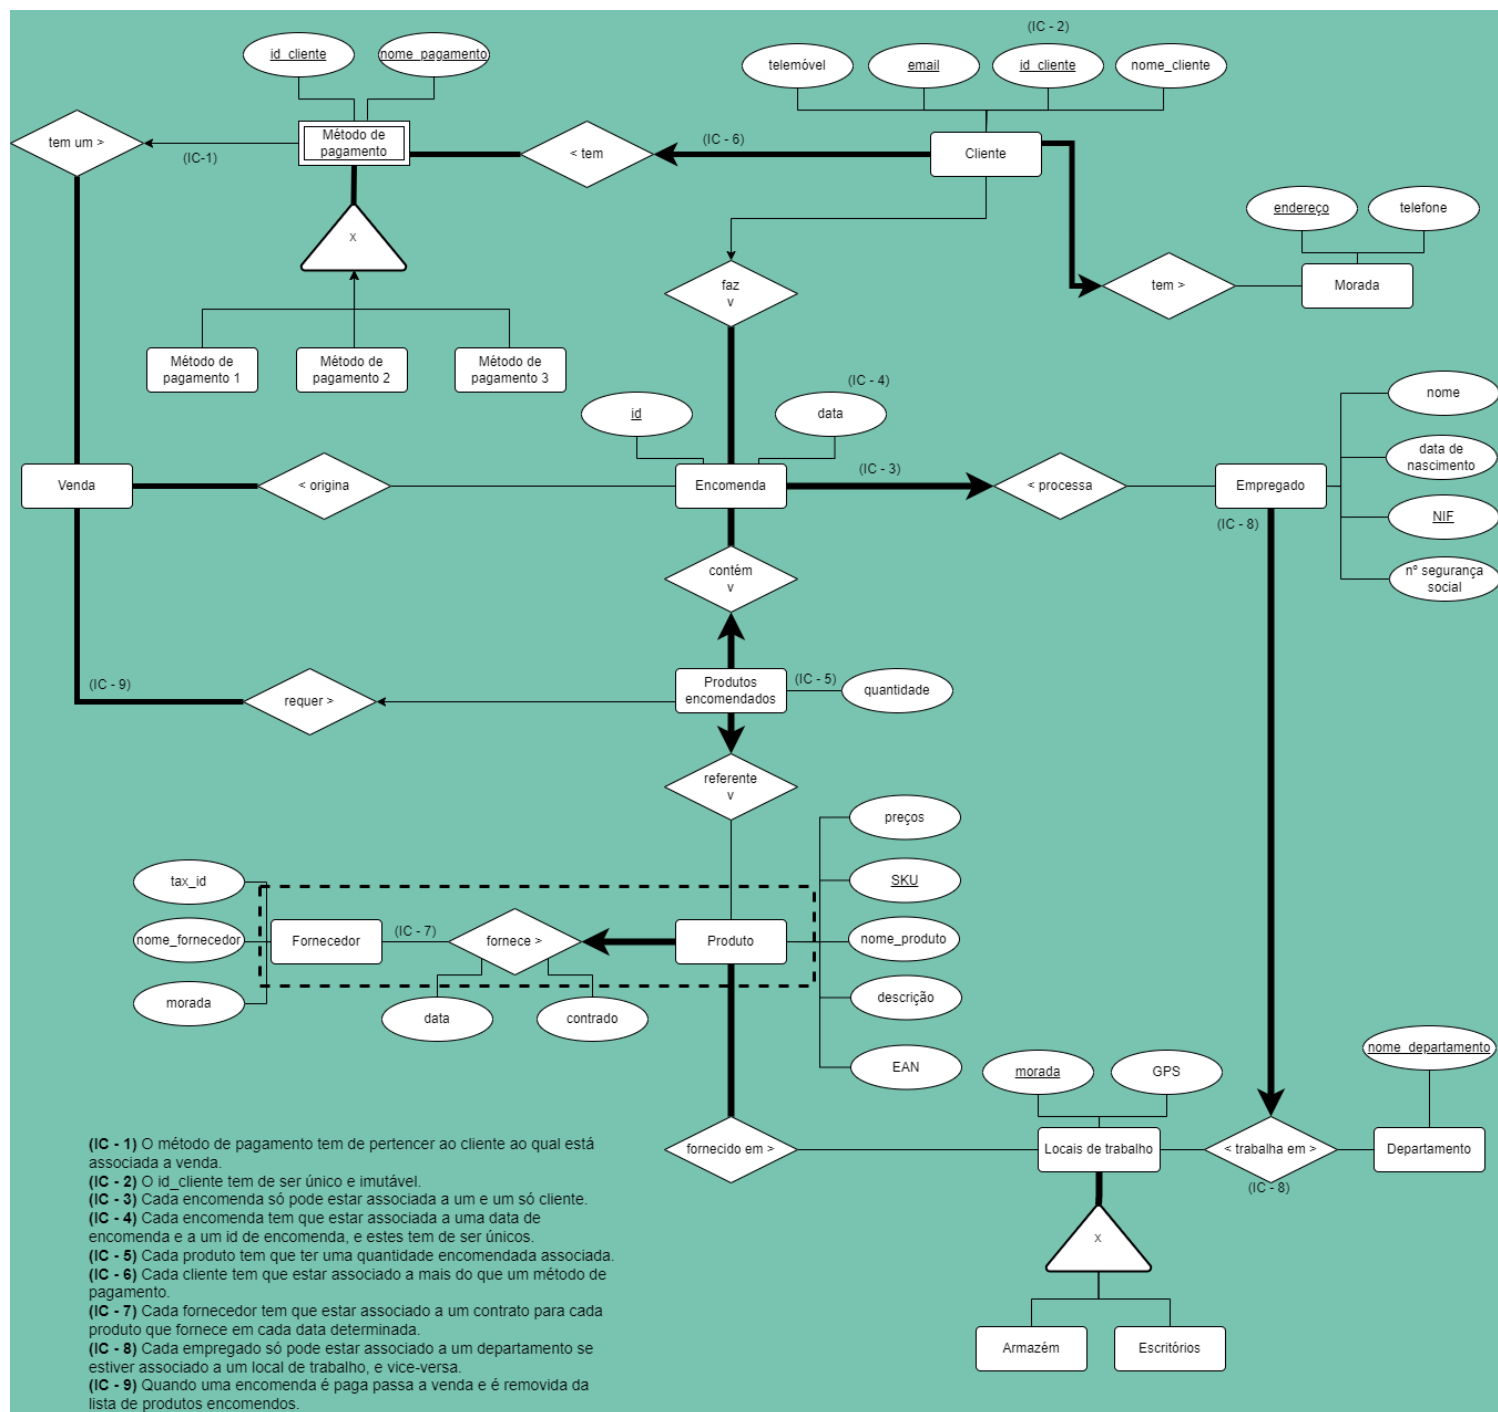 (IC - 2)
id_cliente
nome_pagamento
telemóvel
email
id_cliente
nome_cliente
tem um >
(IC-1)
Método de
pagamento
< tem
(IC - 6)
Cliente
endereço
telefone
x
faz
v
tem >
Morada
Método de
pagamento 1
Método de
pagamento 2
Método de
pagamento 3
(IC - 4)
id
data
nome
data de
nascimento
Venda
< origina
Encomenda
(IC - 3)
< processa
Empregado
NIF
(IC - 8)
contém
v
nº segurança
social
(IC - 9)
requer >
Produtos
encomendados
(IC - 5)
quantidade
referente
v
preços
tax_id
SKU
nome_fornecedor
Fornecedor
(IC - 7)
fornece >
Produto
nome_produto
morada
data
contrado
descrição
EAN
morada
GPS
nome_departamento
fornecido em >
Locais de trabalho
< trabalha em >
Departamento
(IC - 8)
x
Armazém
Escritórios
(IC - 1) O método de pagamento tem de pertencer ao cliente ao qual está
associada a venda.
(IC - 2) O id_cliente tem de ser único e imutável.
(IC - 3) Cada encomenda só pode estar associada a um e um só cliente.
(IC - 4) Cada encomenda tem que estar associada a uma data de
encomenda e a um id de encomenda, e estes tem de ser únicos.
(IC - 5) Cada produto tem que ter uma quantidade encomendada associada.
(IC - 6) Cada cliente tem que estar associado a mais do que um método de
pagamento.
(IC - 7) Cada fornecedor tem que estar associado a um contrato para cada
produto que fornece em cada data determinada.
(IC - 8) Cada empregado só pode estar associado a um departamento se
estiver associado a um local de trabalho, e vice-versa.
(IC - 9) Quando uma encomenda é paga passa a venda e é removida da
lista de produtos encomendos.